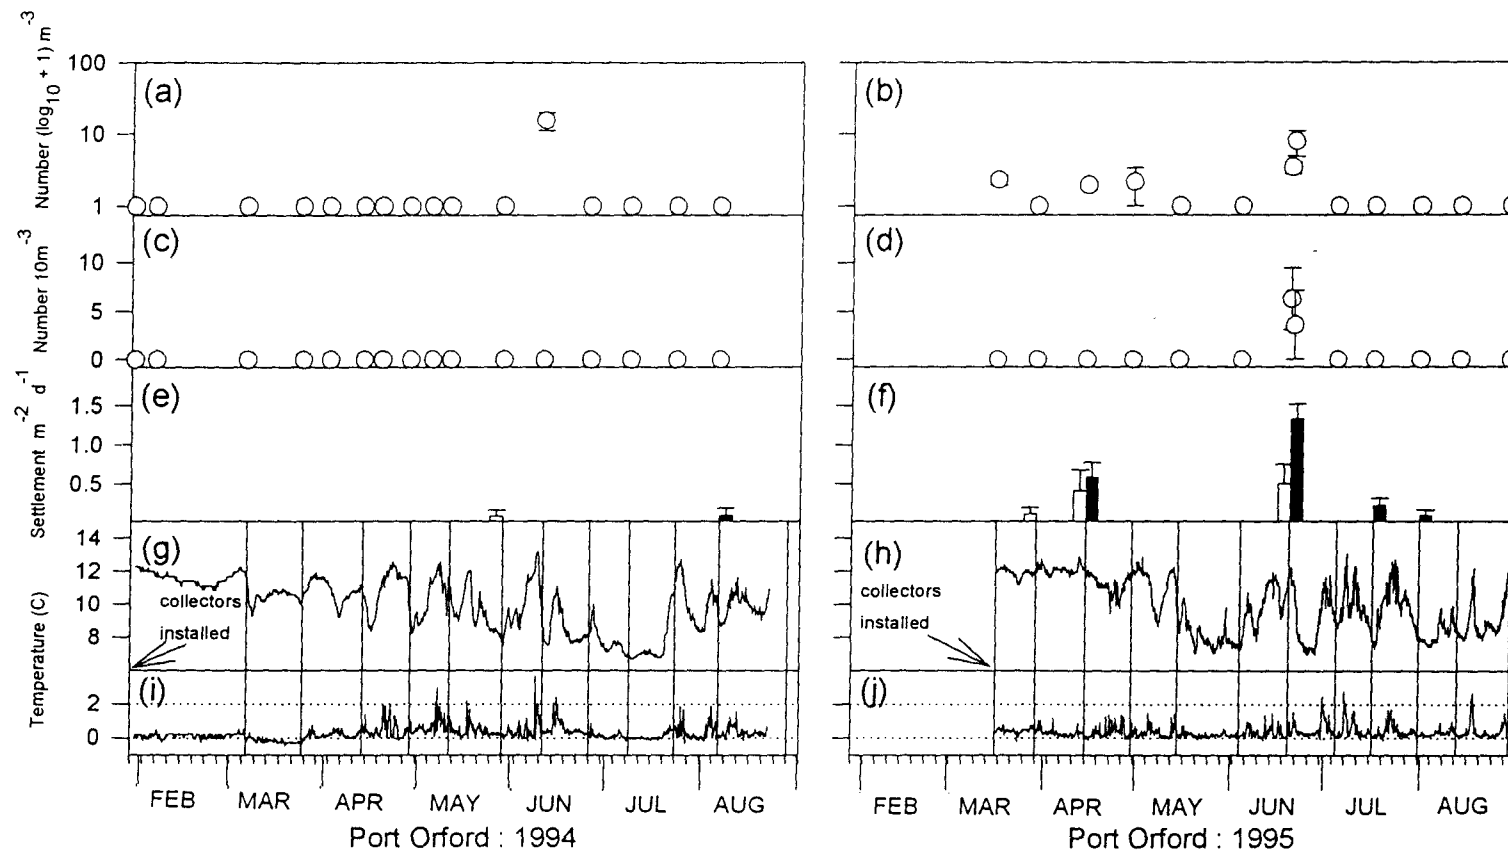 Number (log10 + 1) m-3
100
10
1
(a)
(b)
Number 10m-3
10
5
0
(c)
(d)
Settlement m-2 d-1
1.5
1.0
0.5
(e)
(f)
Temperature (C)
14
12
10
8
(g)
collectors
installed
(h)
collectors
installed
2
0
(i)
(j)
FEB MAR APR MAY JUN JUL AUG
FEB MAR APR MAY JUN JUL AUG
Port Orford : 1994
Port Orford : 1995